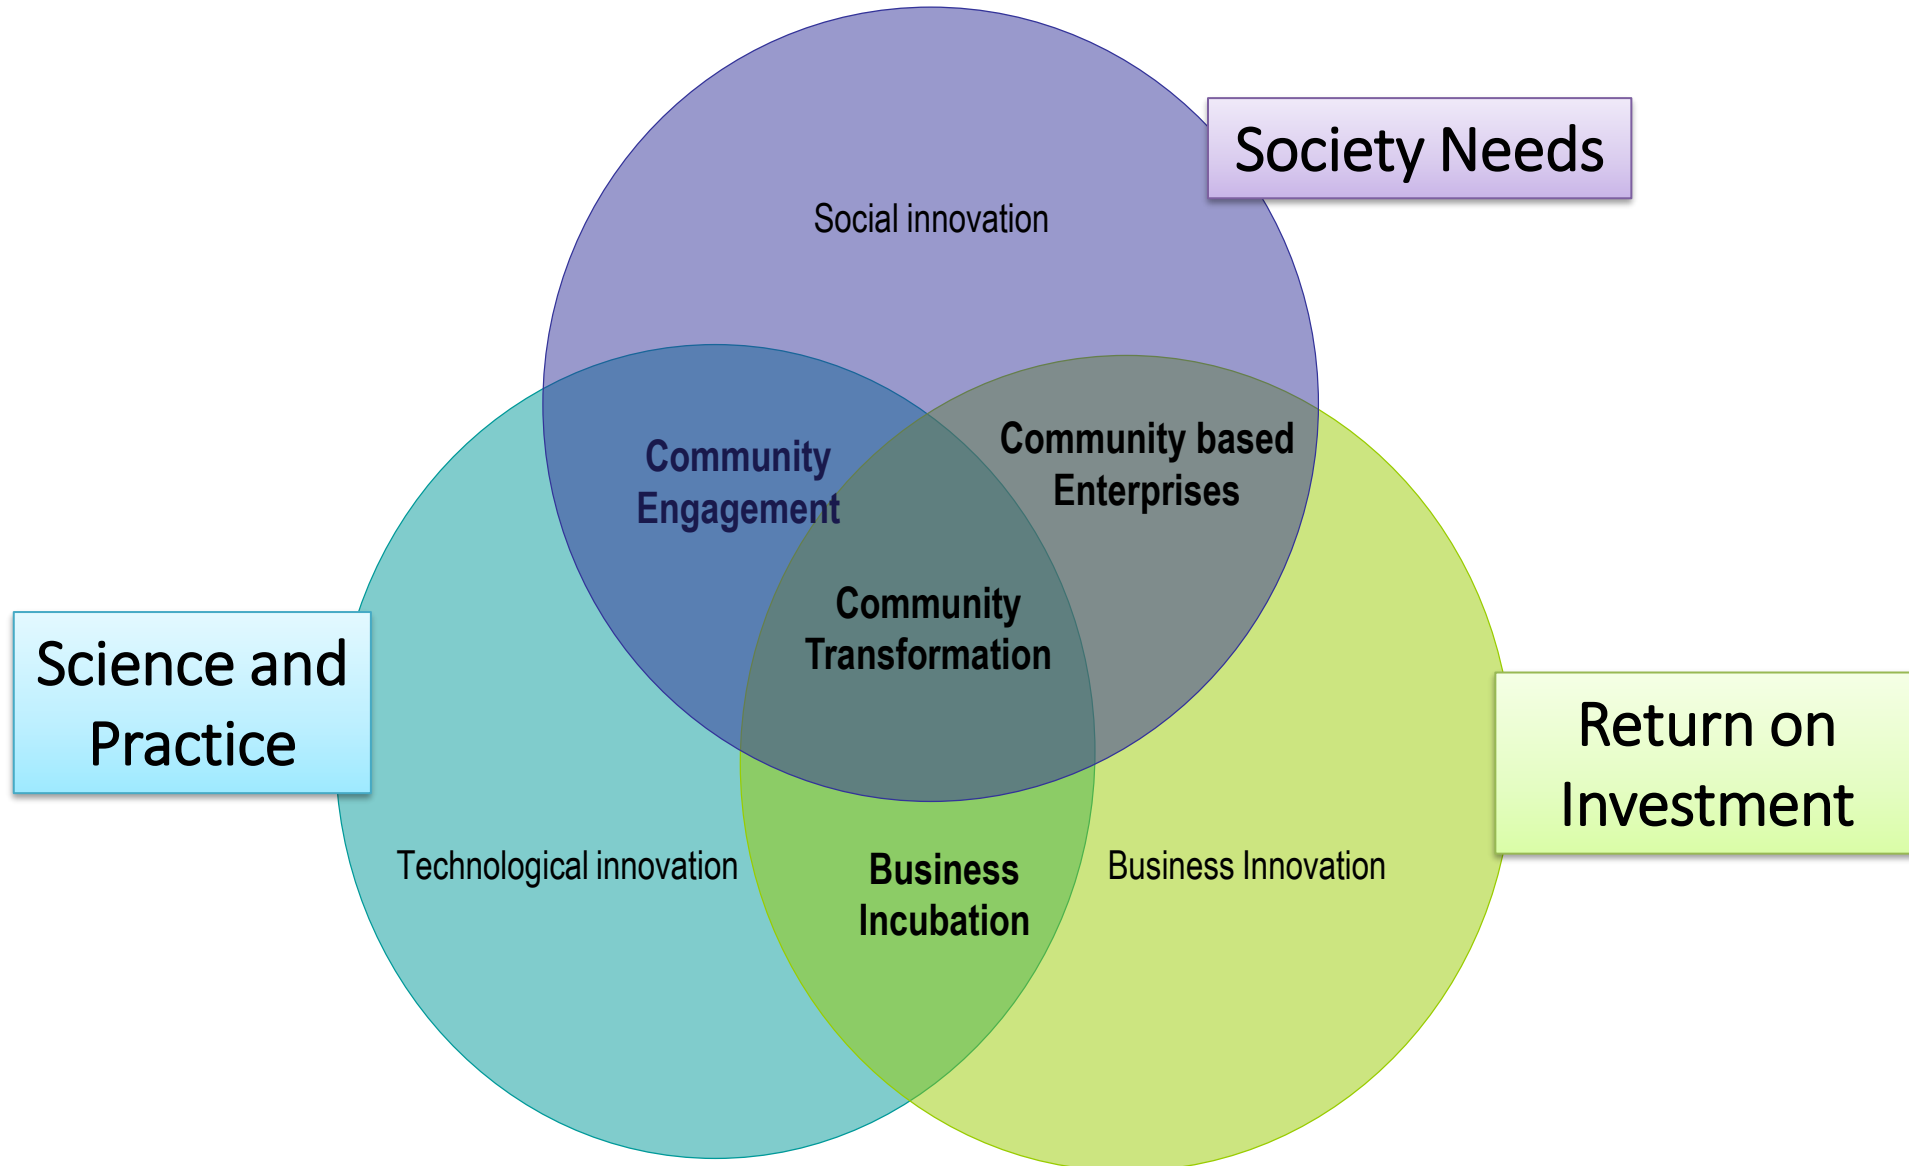 Society Needs
Social innovation
Community
Engagement
Community based
Enterprises
Community
Transformation
Science and
Practice
Return on
Investment
Technological innovation
Business
Incubation
Business Innovation